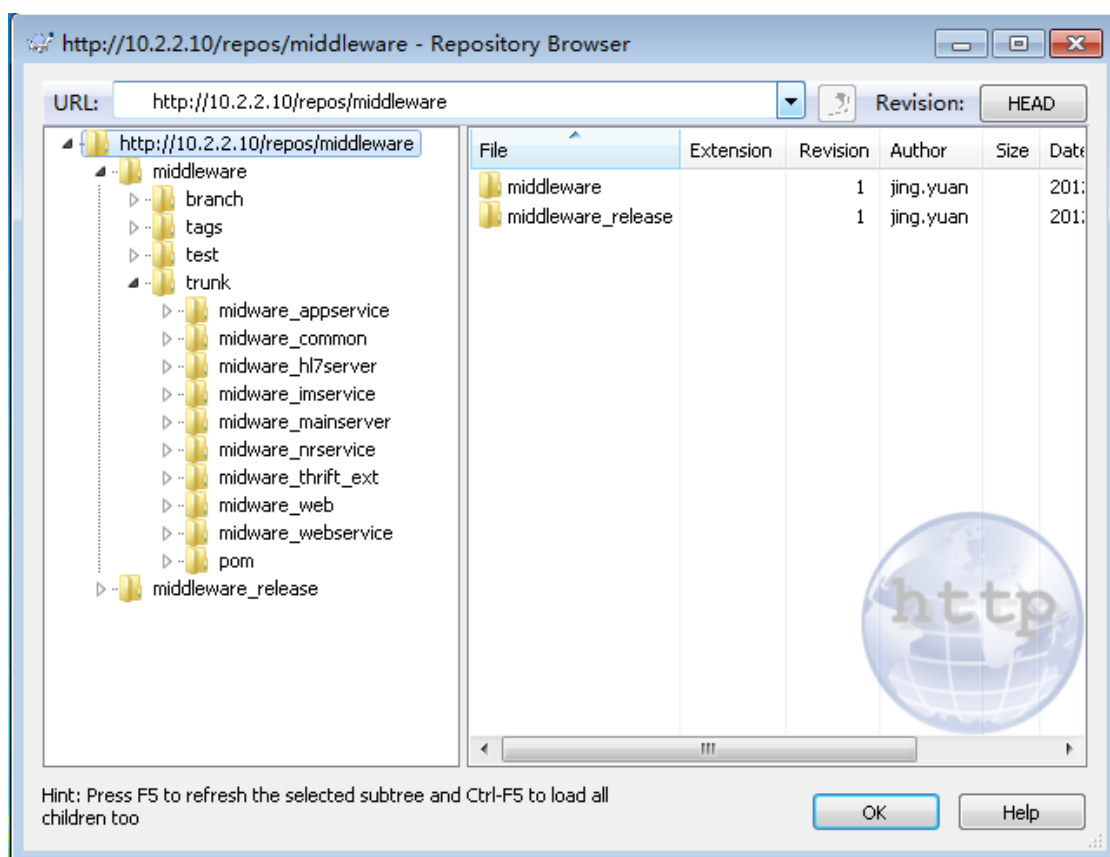 http://10.2.2.10/repos/middleware - Repository Browser
URL: http://10.2.2.10/repos/middleware Revision: HEAD
http://10.2.2.10/repos/middleware
middleware
branch
tags
test
trunk
midware_appservice
midware_common
midware_hl7server
midware_imservice
midware_mainserver
midware_nrservice
midware_thrift_ext
midware_web
midware_webservice
pom
middleware_release
File Extension Revision Author Size Date
middleware 1 jing.yuan 201
middleware_release 1 jing.yuan 201
http
Hint: Press F5 to refresh the selected subtree and Ctrl-F5 to load all
children too
OK Help